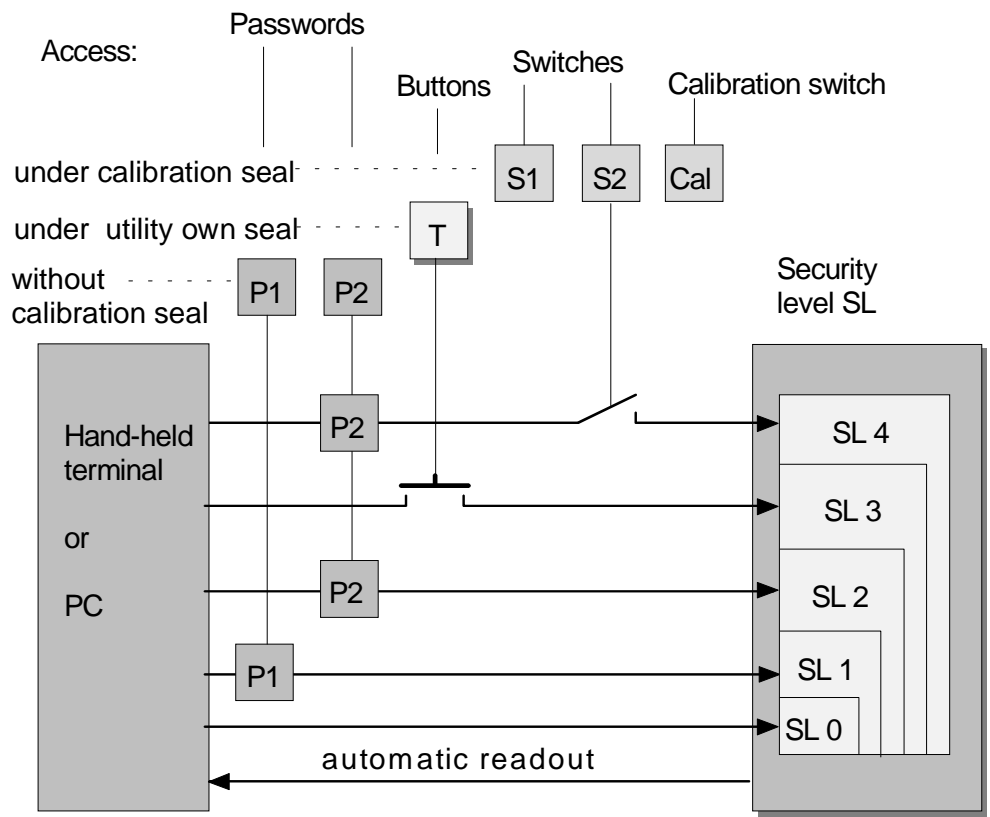 Passwords
Access:
Switches
Buttons
Calibration switch
under calibration seal
S1
S2
Cal
under utility own seal
T
without
calibration seal
P1
P2
Security
level SL
Hand-held
terminal
or
PC
P2
SL 4
SL 3
P2
SL 2
P1
SL 1
SL 0
automatic readout